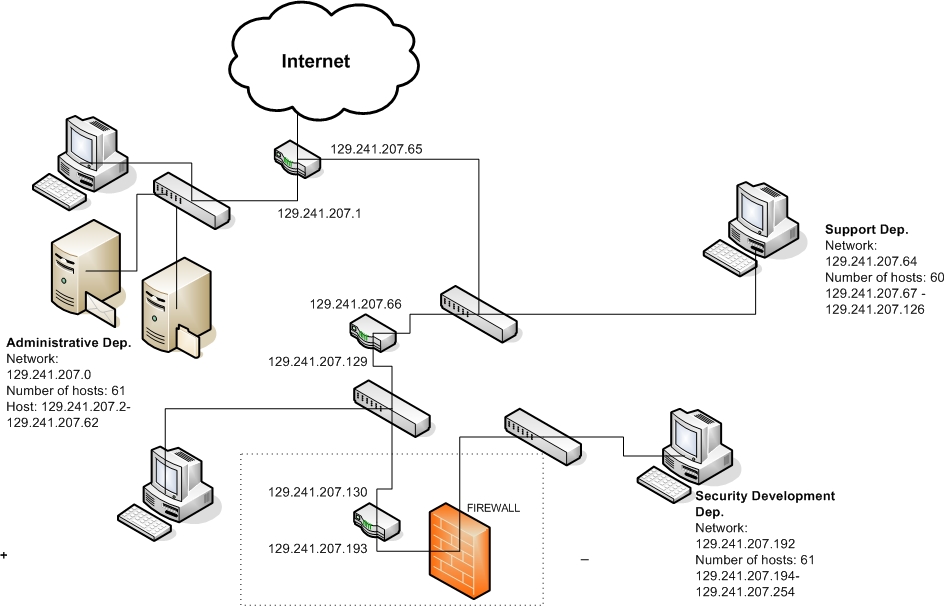 Internet
129.241.207.65
129.241.207.1
Support Dep.
Network:
129.241.207.64
Number of hosts: 60
129.241.207.67 -
129.241.207.126
129.241.207.66
Administrative Dep.
Network:
129.241.207.0
Number of hosts: 61
Host: 129.241.207.2-
129.241.207.62
129.241.207.129
129.241.207.130
FIREWALL
129.241.207.193
Security Development
Dep.
Network:
129.241.207.192
Number of hosts: 61
129.241.207.194-
129.241.207.254
+
–